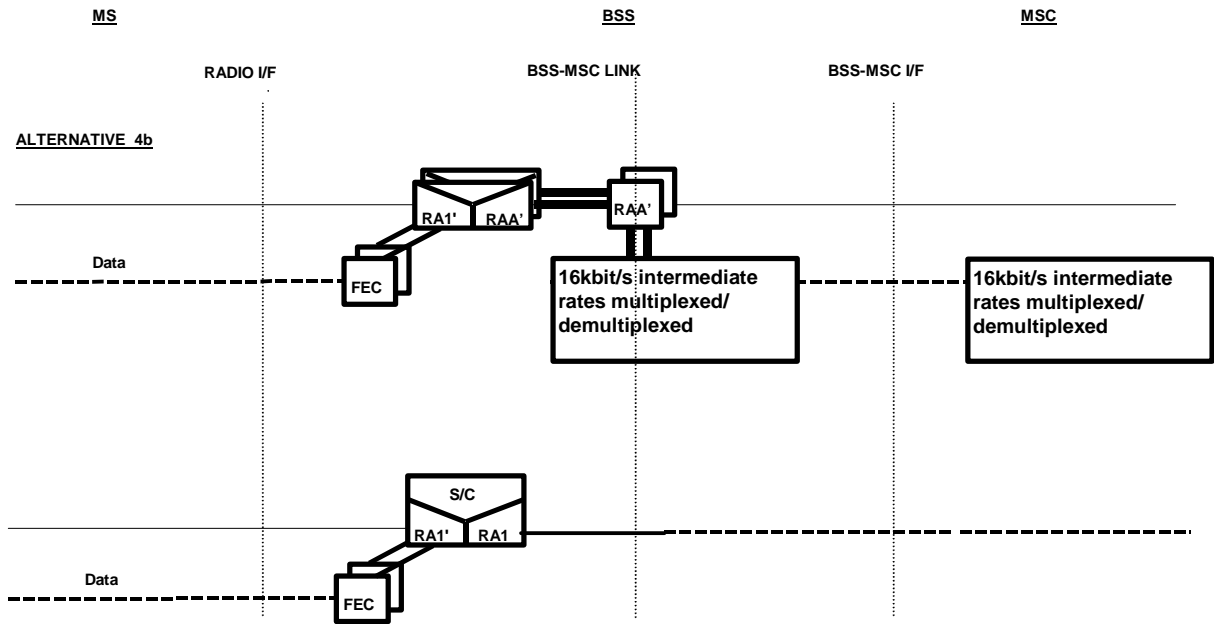 MS
BSS
MSC
RADIO I/F
BSS-MSC LINK
BSS-MSC I/F
ALTERNATIVE 4b
RA1'
RAA’
RAA’
Data
FEC
16kbit/s intermediate
rates multiplexed/
demultiplexed
16kbit/s intermediate
rates multiplexed/
demultiplexed
S/C
RA1'
RA1
Data
FEC